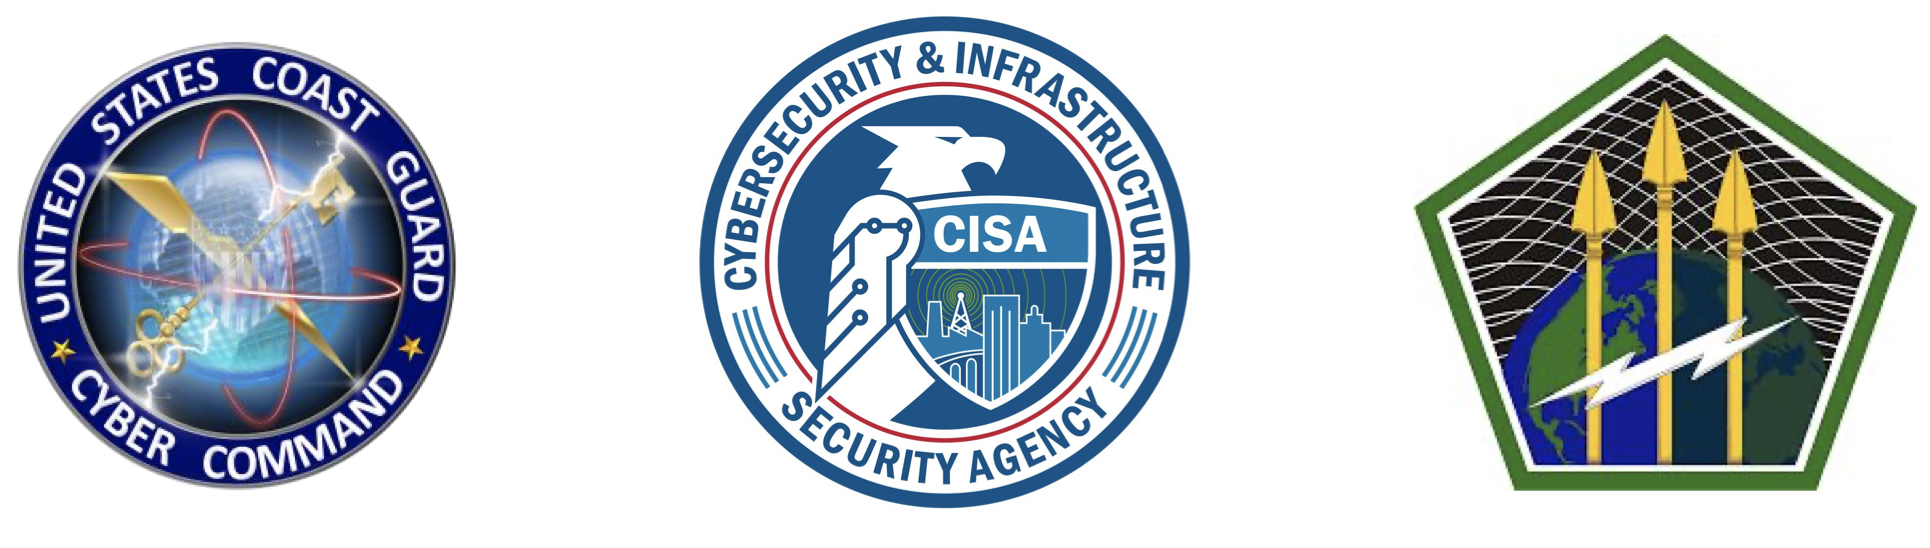 UNITED STATES COAST GUARD
CYBER COMMAND
CYBERSECURITY & INFRASTRUCTURE
SECURITY AGENCY
CISA